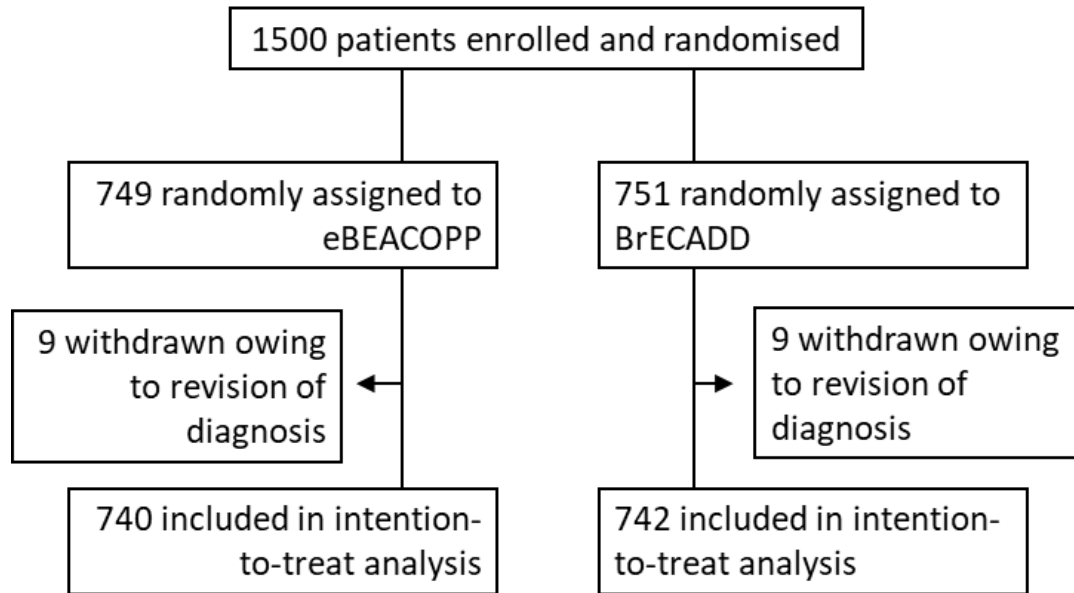 1500 patients enrolled and randomised
749 randomly assigned to
eBEACOPP
751 randomly assigned to
BrECADD
9 withdrawn owing
to revision of
diagnosis
9 withdrawn owing
to revision of
diagnosis
740 included in intention-
to-treat analysis
742 included in intention-
to-treat analysis